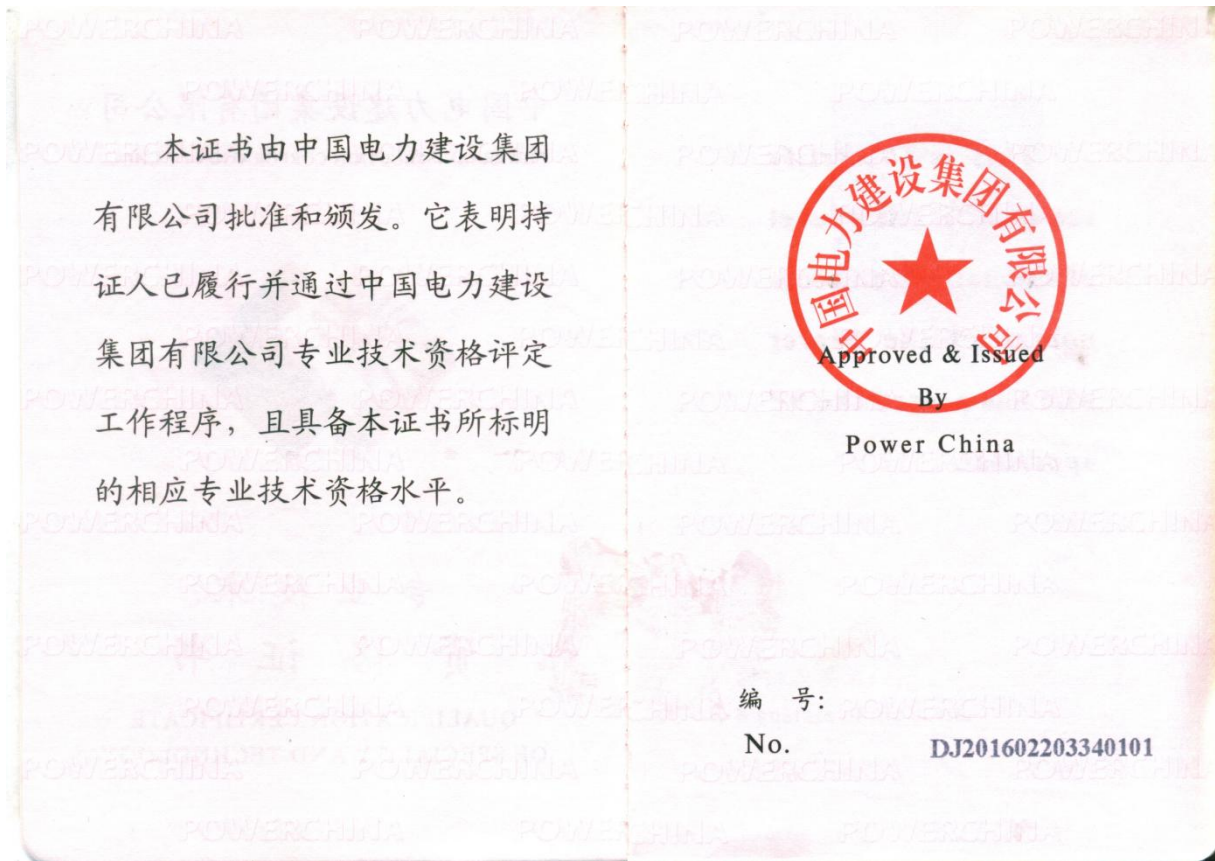 本证书由中国电力建设集团
有限公司批准和颁发。它表明持
证人已履行并通过中国电力建设
集团有限公司专业技术资格评定
工作程序，且具备本证书所标明
的相应专业技术资格水平。
中国电力建设集团有限公司
Approved & Issued
By
Power China
编 号:
No. DJ201602203340101
POWERCHINA